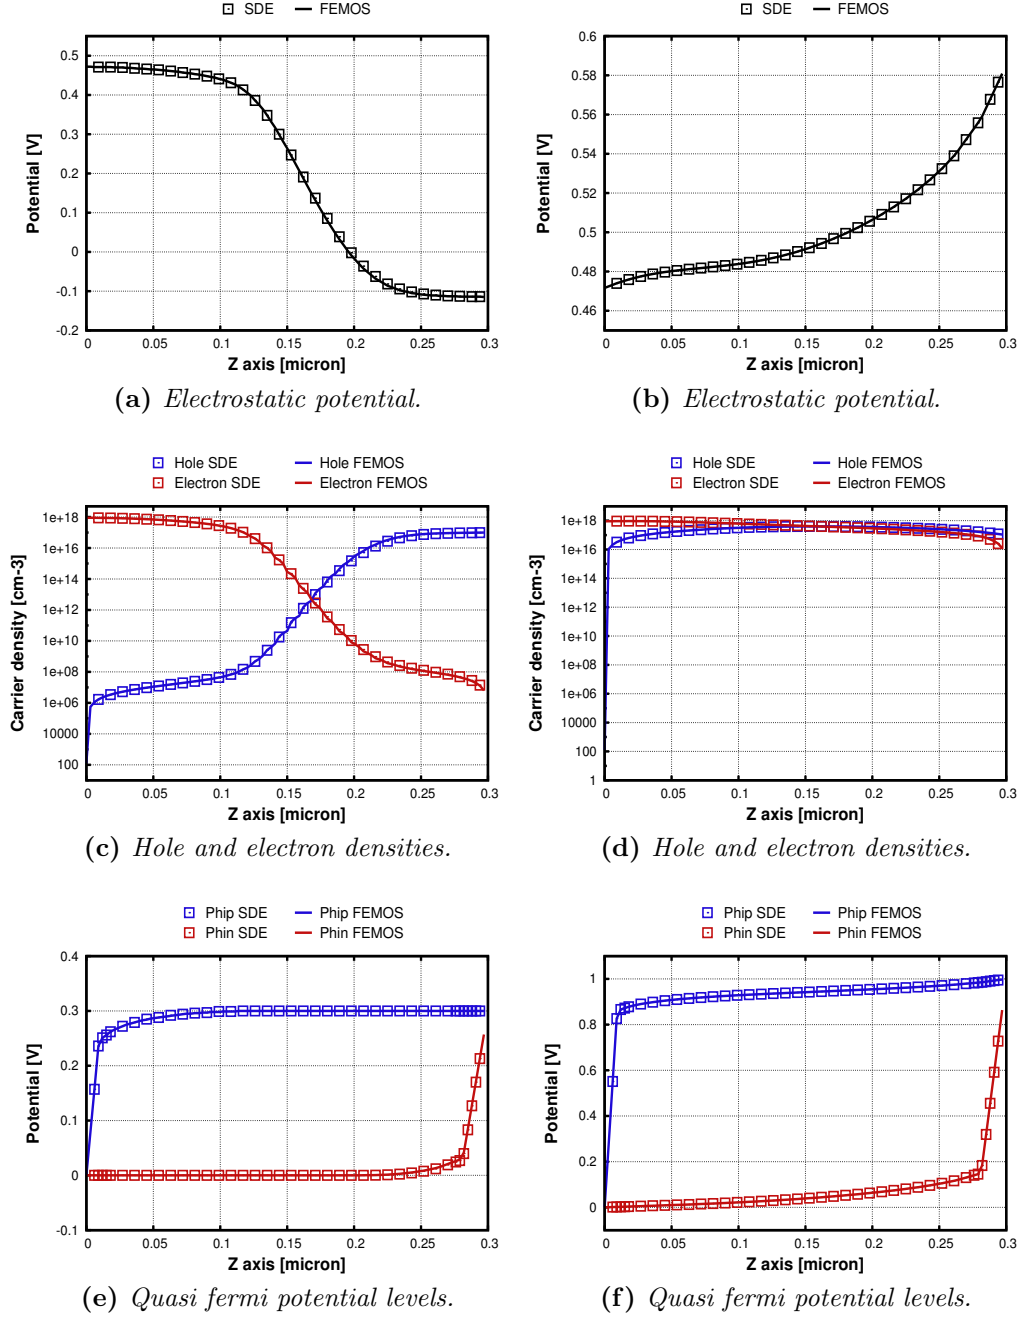 SDE FEMOS SDE FEMOS
0.5 0.4 0.3 0.2 0.1 0 -0.1 -0.2
Potential [V]
0 0.05 0.1 0.15 0.2 0.25 0.3
Z axis [micron]
0.6 0.58 0.56 0.54 0.52 0.5 0.48 0.46
Potential [V]
0 0.05 0.1 0.15 0.2 0.25 0.3
Z axis [micron]
(a) Electrostatic potential. (b) Electrostatic potential.
Hole SDE Hole FEMOS
Electron SDE Electron FEMOS
1e+18 1e+16 1e+14 1e+12 1e+10 1e+08 1e+06 10000 100
Carrier density [cm-3]
0 0.05 0.1 0.15 0.2 0.25 0.3
Z axis [micron]
Hole SDE Hole FEMOS
Electron SDE Electron FEMOS
1e+18 1e+16 1e+14 1e+12 1e+10 1e+08 1e+06 10000 100 1
Carrier density [cm-3]
0 0.05 0.1 0.15 0.2 0.25 0.3
Z axis [micron]
(c) Hole and electron densities. (d) Hole and electron densities.
Phip SDE Phip FEMOS
Phin SDE Phin FEMOS
0.4 0.3 0.2 0.1 0 -0.1
Potential [V]
0 0.05 0.1 0.15 0.2 0.25 0.3
Z axis [micron]
Phip SDE Phip FEMOS
Phin SDE Phin FEMOS
1 0.8 0.6 0.4 0.2 0
Potential [V]
0 0.05 0.1 0.15 0.2 0.25 0.3
Z axis [micron]
(e) Quasi fermi potential levels. (f) Quasi fermi potential levels.